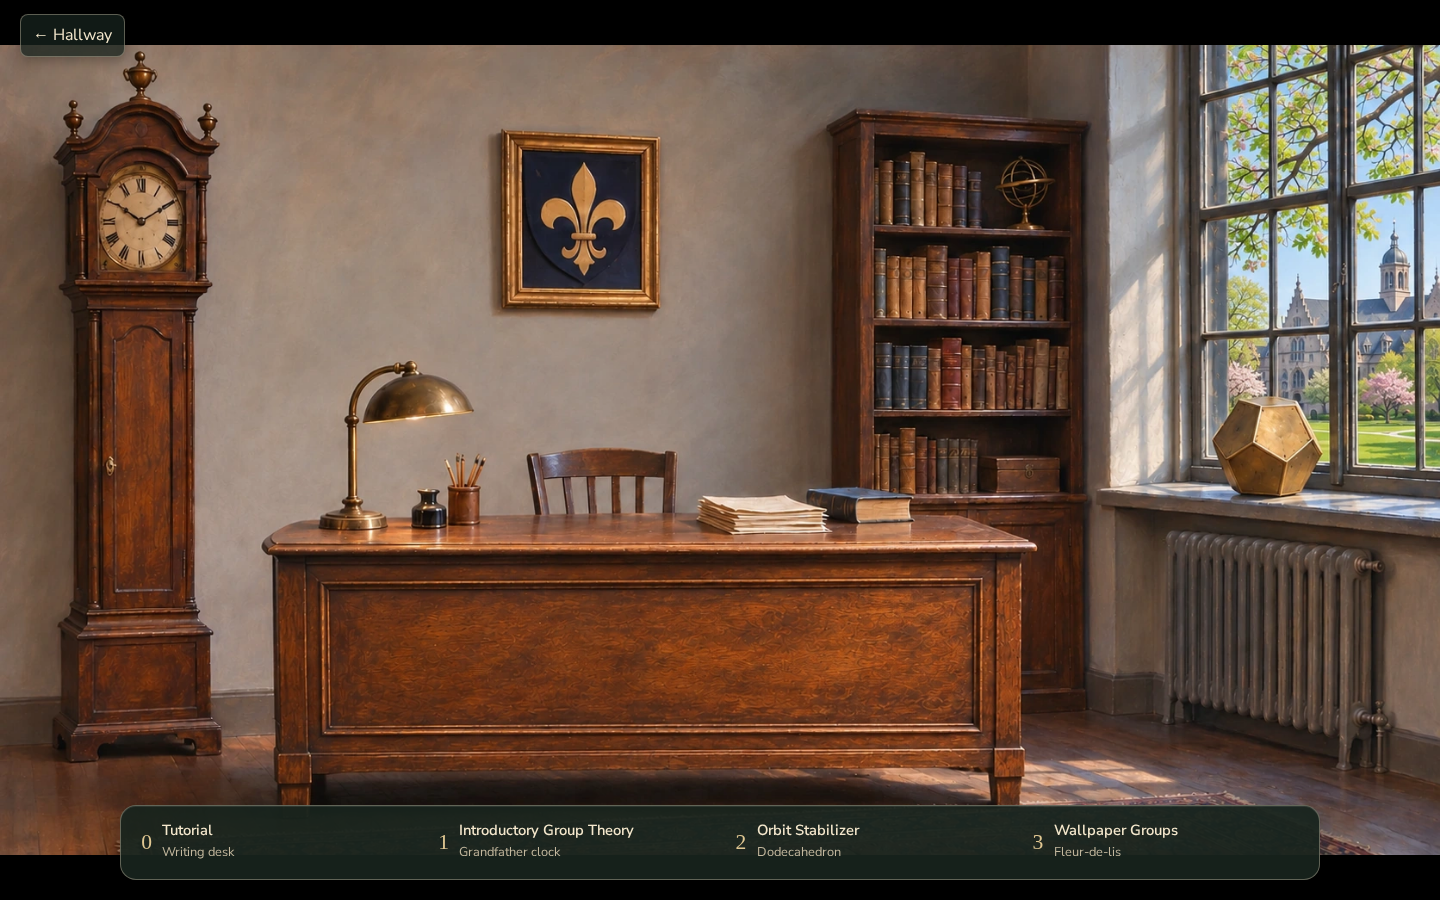 ← Hallway
0 Tutorial
Writing desk
1 Introductory Group Theory
Grandfather clock
2 Orbit Stabilizer
Dodecahedron
3 Wallpaper Groups
Fleur-de-lis